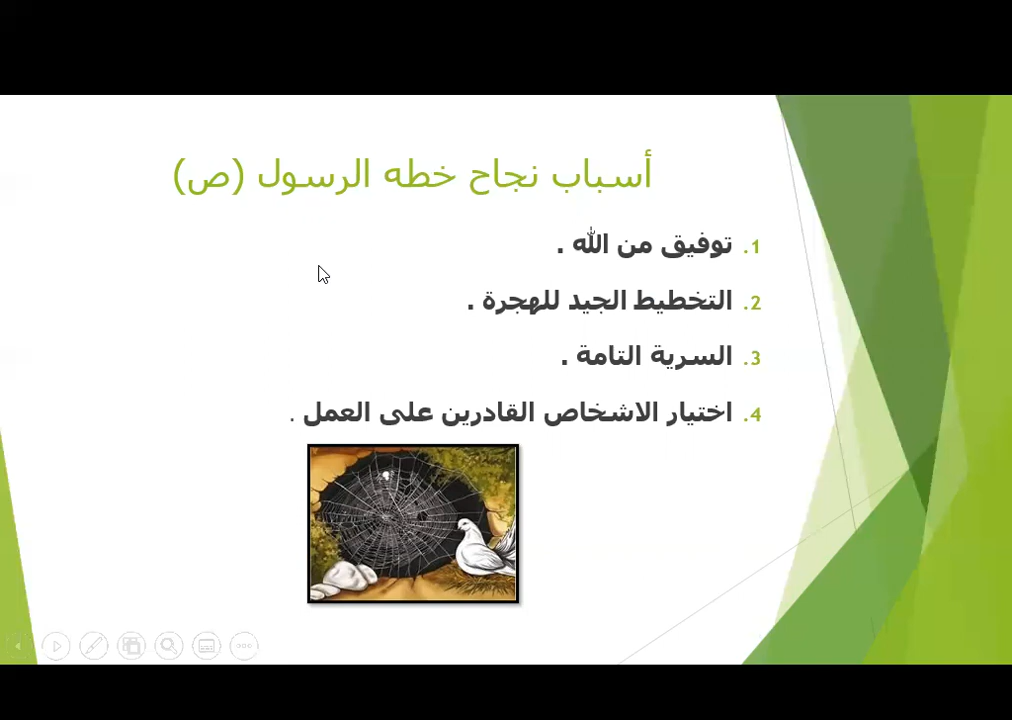 أسباب نجاح خطه الرسول (ص)
1. توفيق من الله .
2. التخطيط الجيد للهجرة .
3. السرية التامة .
4. اختيار الاشخاص القادرين على العمل .